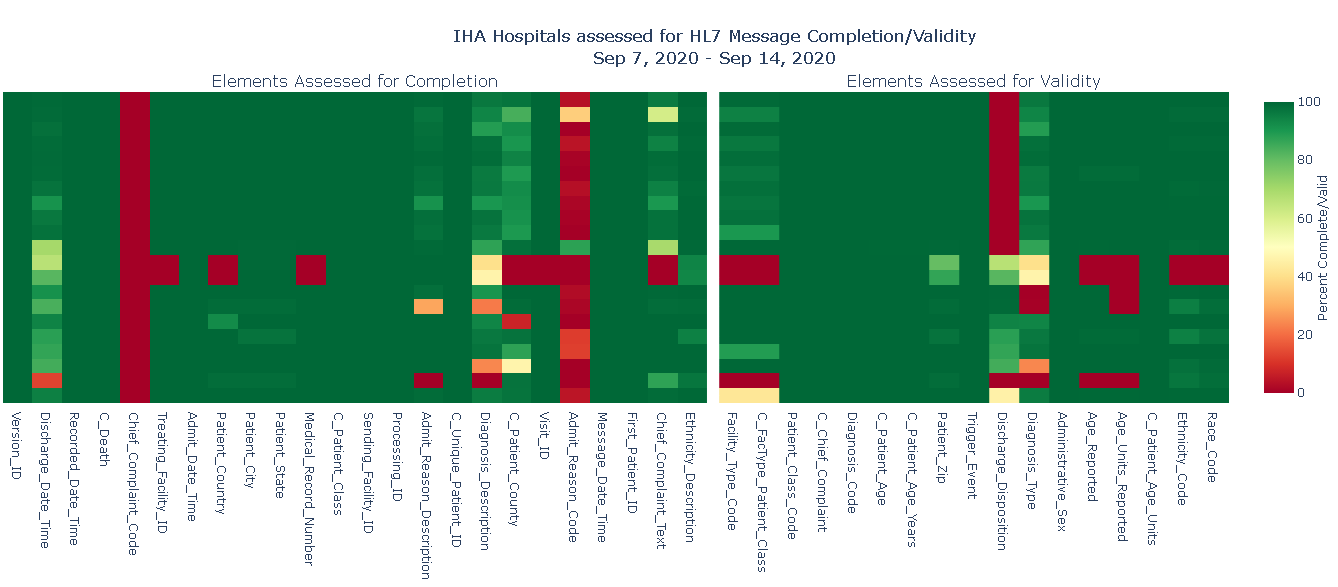 IHA Hospitals assessed for HL7 Message Completion/Validity
Sep 7, 2020 - Sep 14, 2020
Elements Assessed for Completion
Elements Assessed for Validity
Version_ID
Discharge_Date_Time
Recorded_Date_Time
C_Death
Chief_Complaint_Code
Treating_Facility_ID
Admit_Date_Time
Patient_Country
Patient_City
Patient_State
Medical_Record_Number
C_Patient_Class
Sending_Facility_ID
Processing_ID
Admit_Reason_Description
C_Unique_Patient_ID
Diagnosis_Description
C_Patient_County
Visit_ID
Admit_Reason_Code
Message_Date_Time
First_Patient_ID
Chief_Complaint_Text
Ethnicity_Description
Facility_Type_Code
C_FacType_Patient_Class
Patient_Class_Code
C_Chief_Complaint
Diagnosis_Code
C_Patient_Age
C_Patient_Age_Years
Patient_Zip
Trigger_Event
Discharge_Disposition
Diagnosis_Type
Administrative_Sex
Age_Reported
Age_Units_Reported
C_Patient_Age_Units
Ethnicity_Code
Race_Code
100
80
60
40
20
0
Percent Complete/Valid